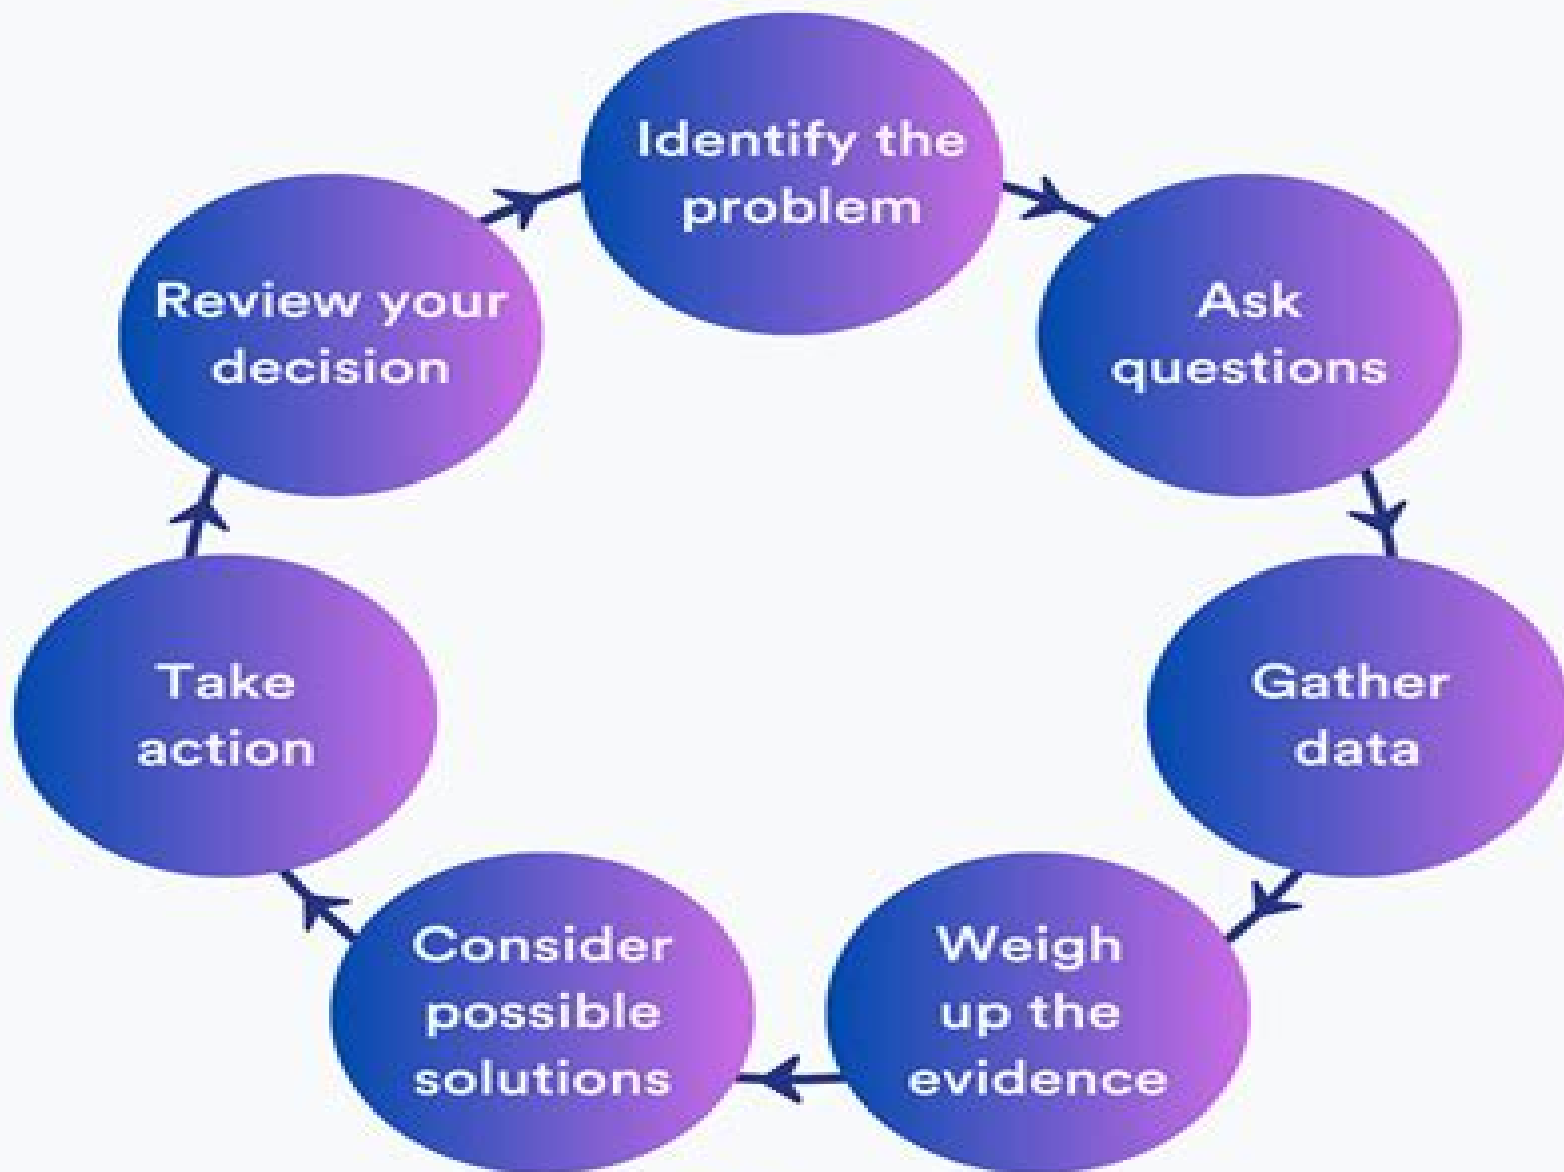 Identify the
problem
Ask
questions
Gather
data
Weigh
up the
evidence
Consider
possible
solutions
Take
action
Review your
decision